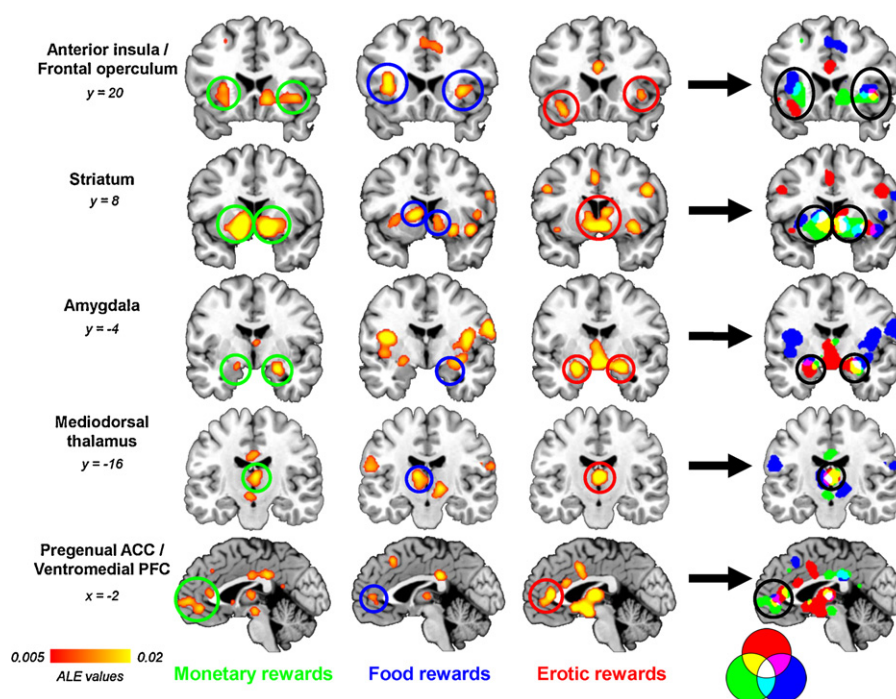 Anterior insula /
Frontal operculum
y = 20
Striatum
y = 8
Amygdala
y = -4
Mediodorsal
thalamus
y = -16
Pregenual ACC /
Ventromedial PFC
x = -2
0.005 0.02
ALE values
Monetary rewards Food rewards Erotic rewards